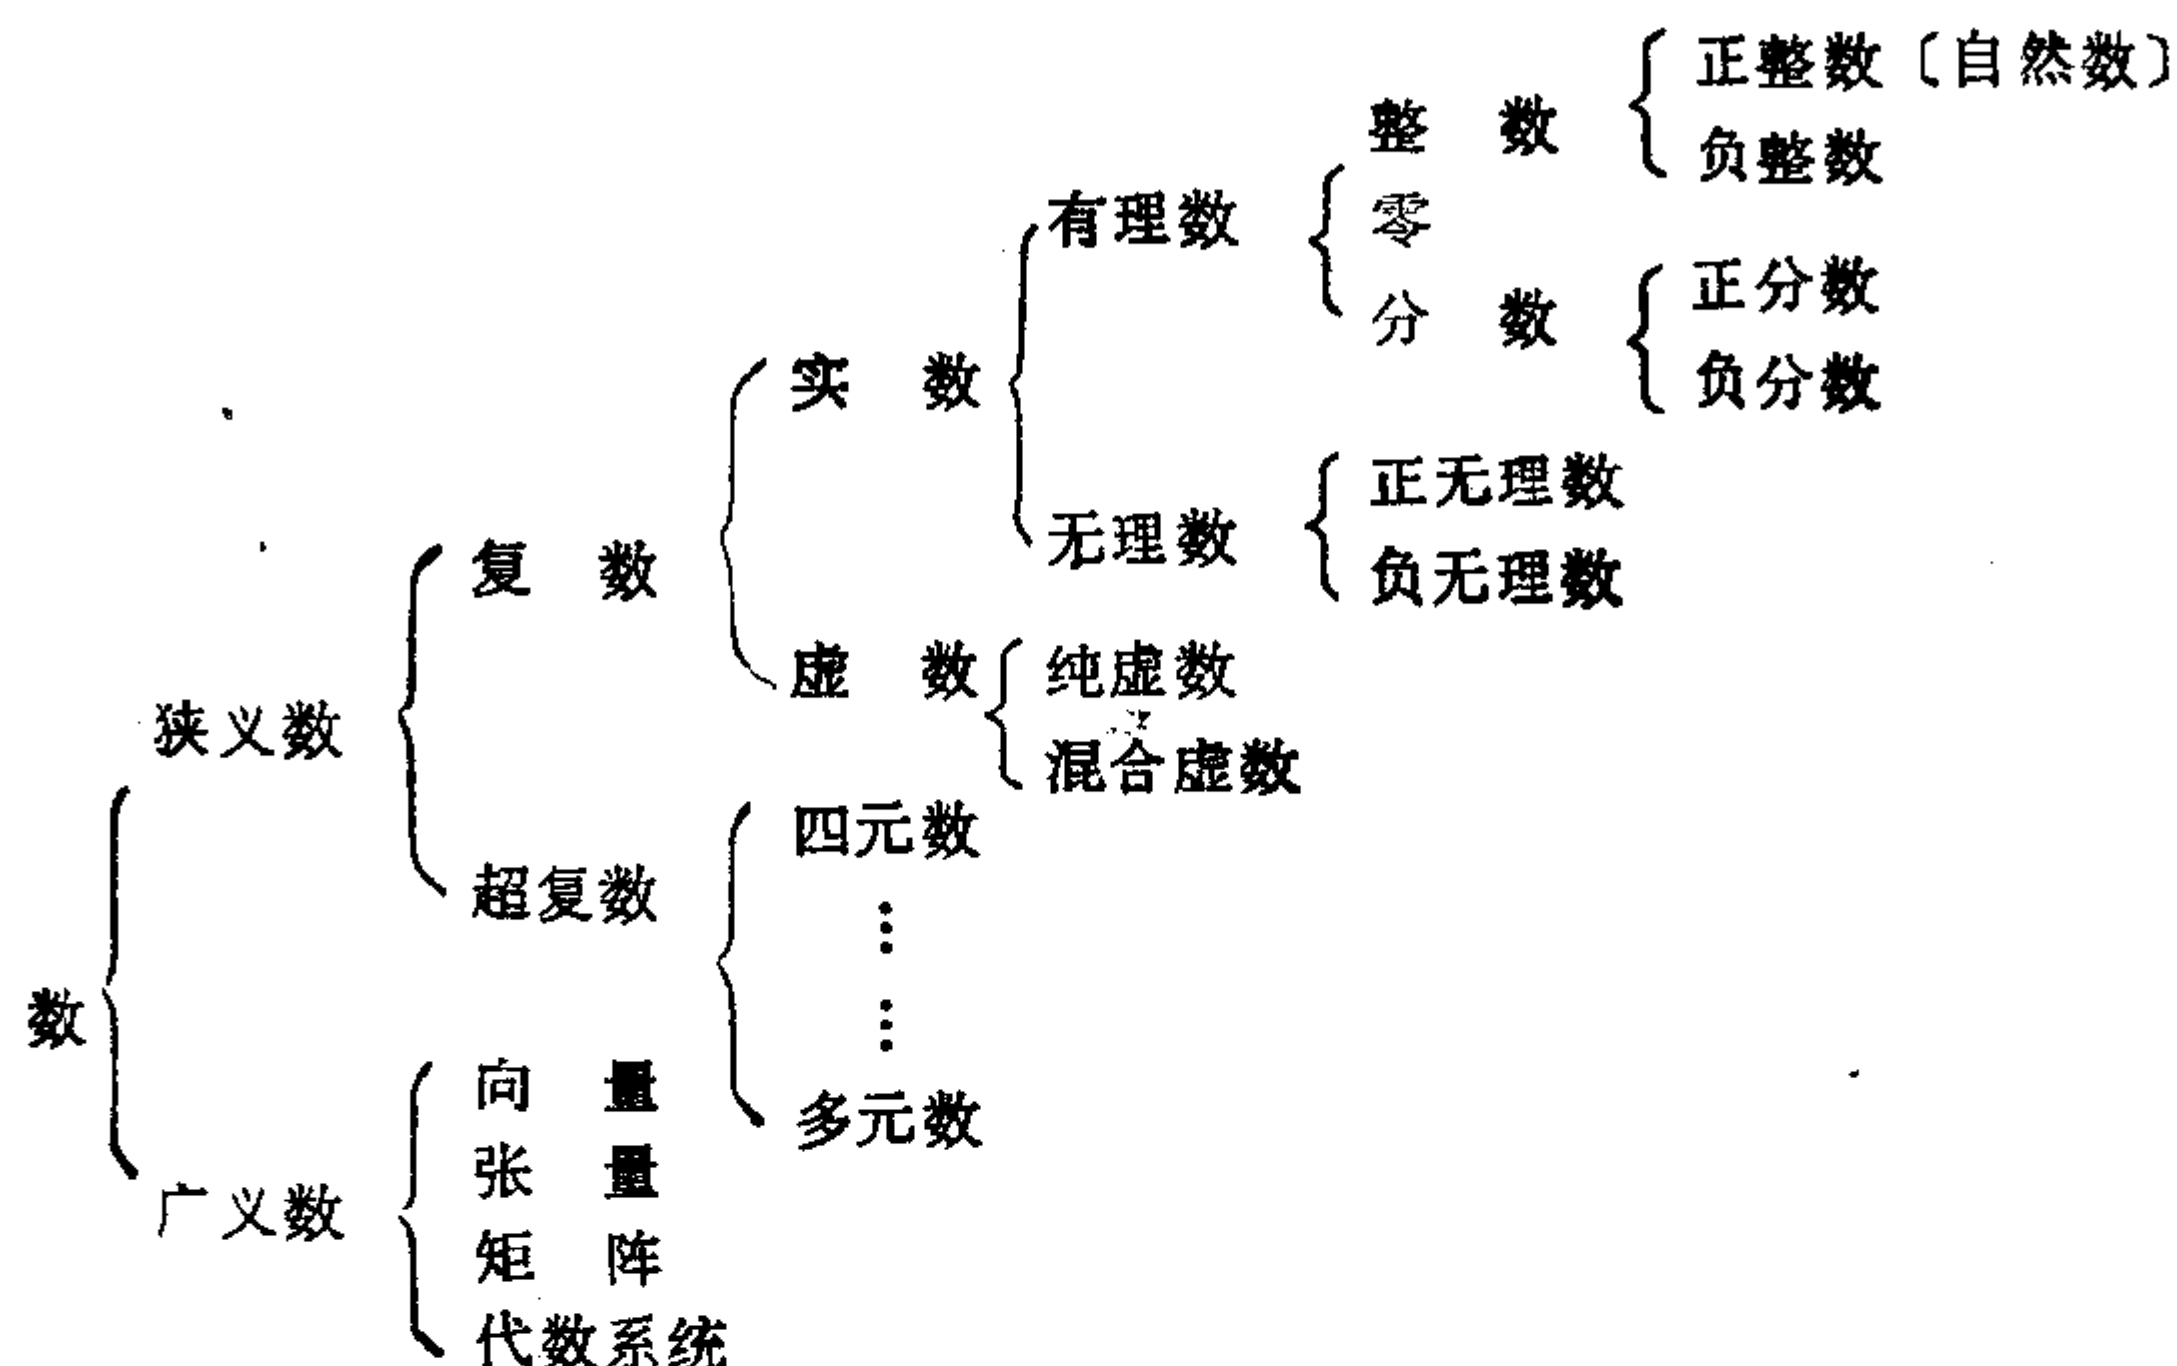 正整数〔自然数〕
整数
负整数
有理数
零
正分数
分数
实数
负分数
正无理数
无理数
复数
负无理数
虚数
纯虚数
狭义数
混合虚数
四元数
超复数
⋮
⋮
数
向量
多元数
张量
广义数
矩阵
代数系统